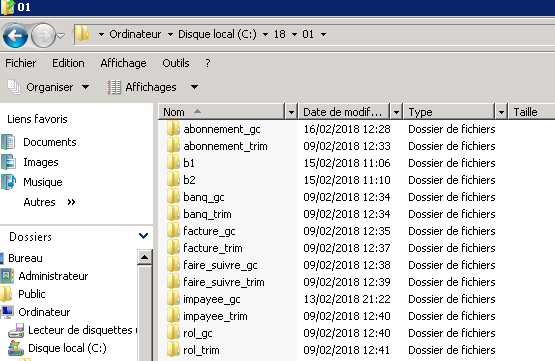 01
Ordinateur Disque local (C:) 18 01
Fichier Edition Affichage Outils ?
Organiser Affichages
Liens favoris
Documents
Images
Musique
Autres »
Dossiers
Bureau
Administrateur
Public
Ordinateur
Lecteur de disquettes
Disque local (C:)
Nom Date de modif... Type Taille
abonnement_gc 16/02/2018 12:28 Dossier de fichiers
abonnement_trim 09/02/2018 12:33 Dossier de fichiers
b1 15/02/2018 11:06 Dossier de fichiers
b2 15/02/2018 11:10 Dossier de fichiers
banq_gc 09/02/2018 12:34 Dossier de fichiers
banq_trim 09/02/2018 12:34 Dossier de fichiers
facture_gc 09/02/2018 12:35 Dossier de fichiers
facture_trim 09/02/2018 12:37 Dossier de fichiers
faire_suivre_gc 09/02/2018 12:38 Dossier de fichiers
faire_suivre_trim 09/02/2018 12:39 Dossier de fichiers
impayee_gc 13/02/2018 21:22 Dossier de fichiers
impayee_trim 09/02/2018 12:40 Dossier de fichiers
rol_gc 09/02/2018 12:40 Dossier de fichiers
rol_trim 09/02/2018 12:41 Dossier de fichiers